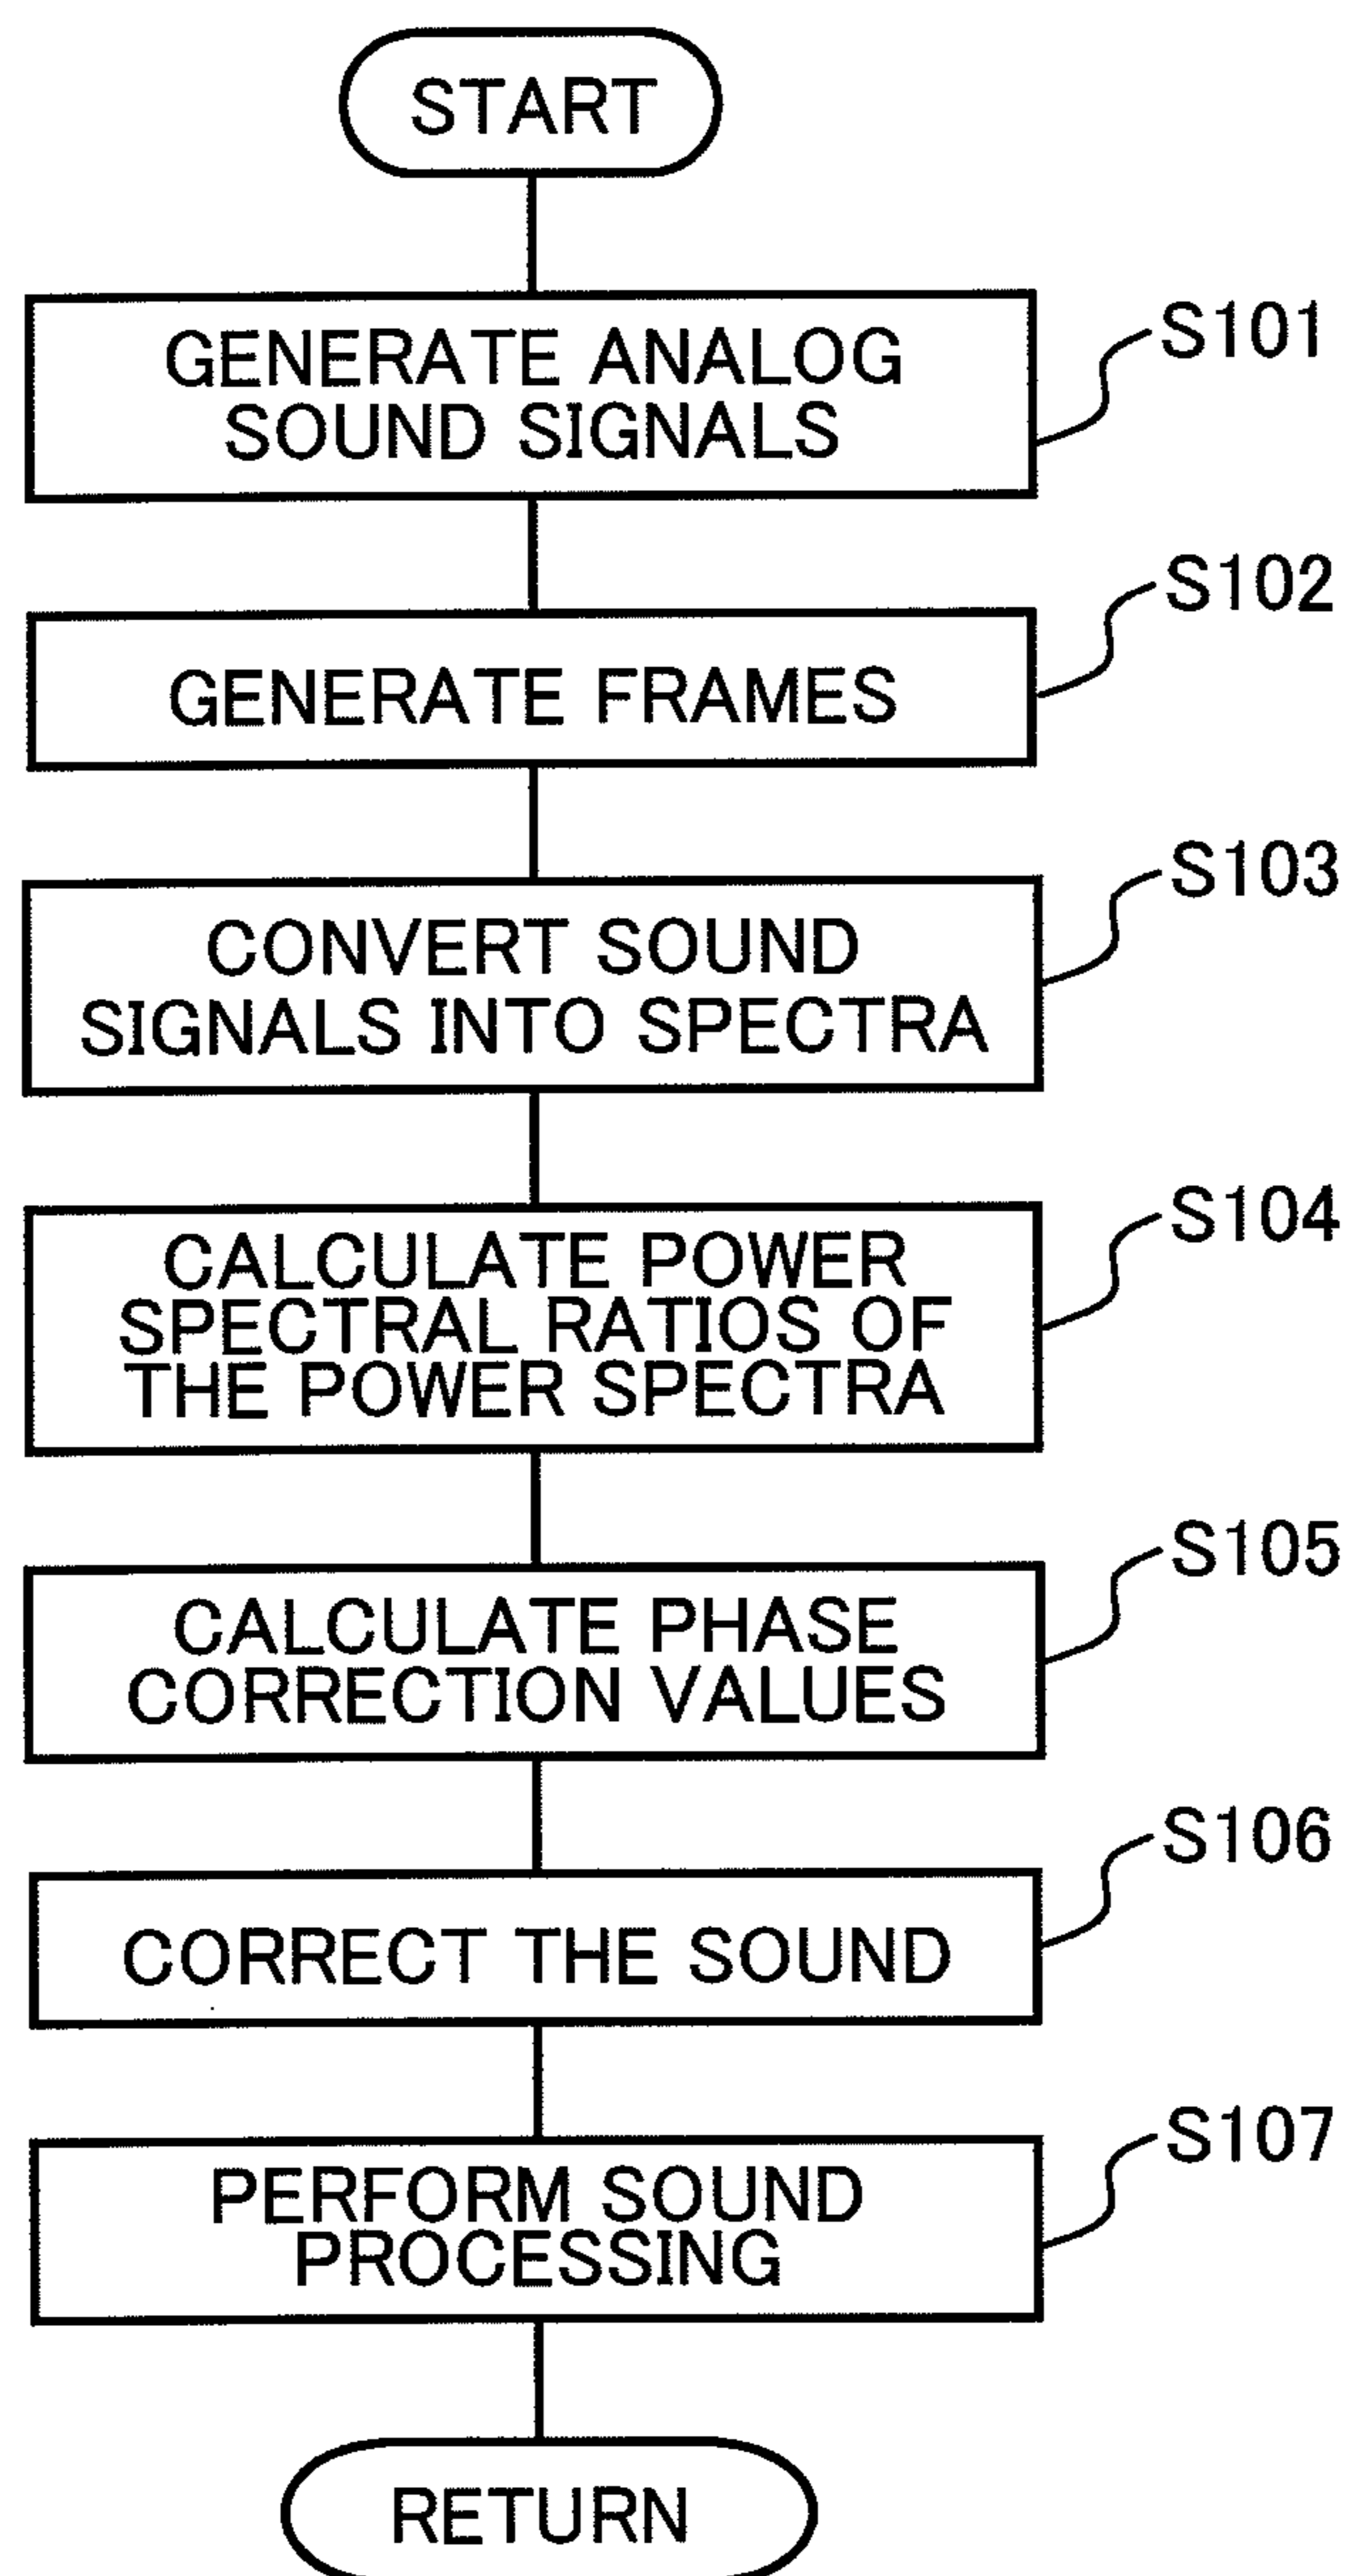 START
GENERATE ANALOG
SOUND SIGNALS
S101
GENERATE FRAMES
S102
CONVERT SOUND
SIGNALS INTO SPECTRA
S103
CALCULATE POWER
SPECTRAL RATIOS OF
THE POWER SPECTRA
S104
CALCULATE PHASE
CORRECTION VALUES
S105
CORRECT THE SOUND
S106
PERFORM SOUND
PROCESSING
S107
RETURN